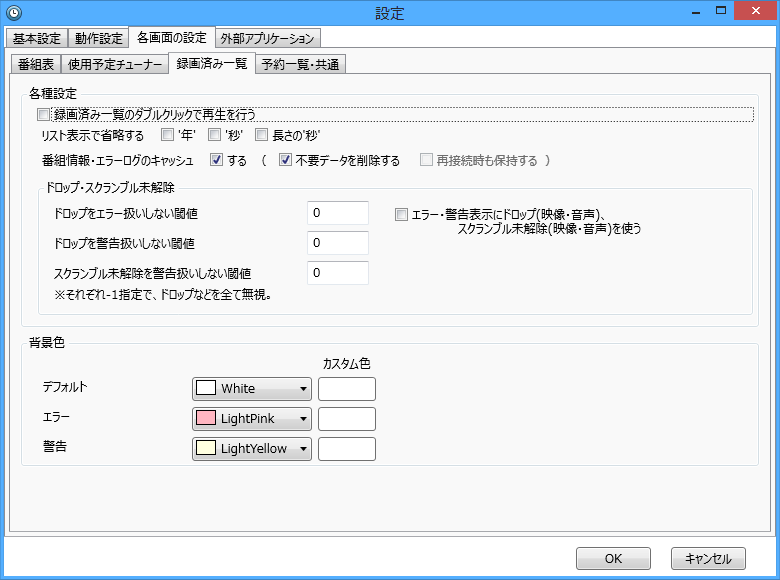 設定
基本設定 動作設定 各画面の設定 外部アプリケーション
番組表 使用予定チューナー 録画済み一覧 予約一覧・共通
各種設定
録画済み一覧のダブルクリックで再生を行う
リスト表示で省略する '年' '秒' 長さの'秒'
番組情報・エラーログのキャッシュ する ( 不要データを削除する 再接続時も保持する )
ドロップ・スクランブル未解除
ドロップをエラー扱いしない閾値 0 エラー・警告表示にドロップ(映像・音声)、
スクランブル未解除(映像・音声)を使う
ドロップを警告扱いしない閾値 0
スクランブル未解除を警告扱いしない閾値 0
※それぞれ-1指定で、ドロップなどを全て無視。
背景色
カスタム色
デフォルト White
エラー LightPink
警告 LightYellow
OK キャンセル